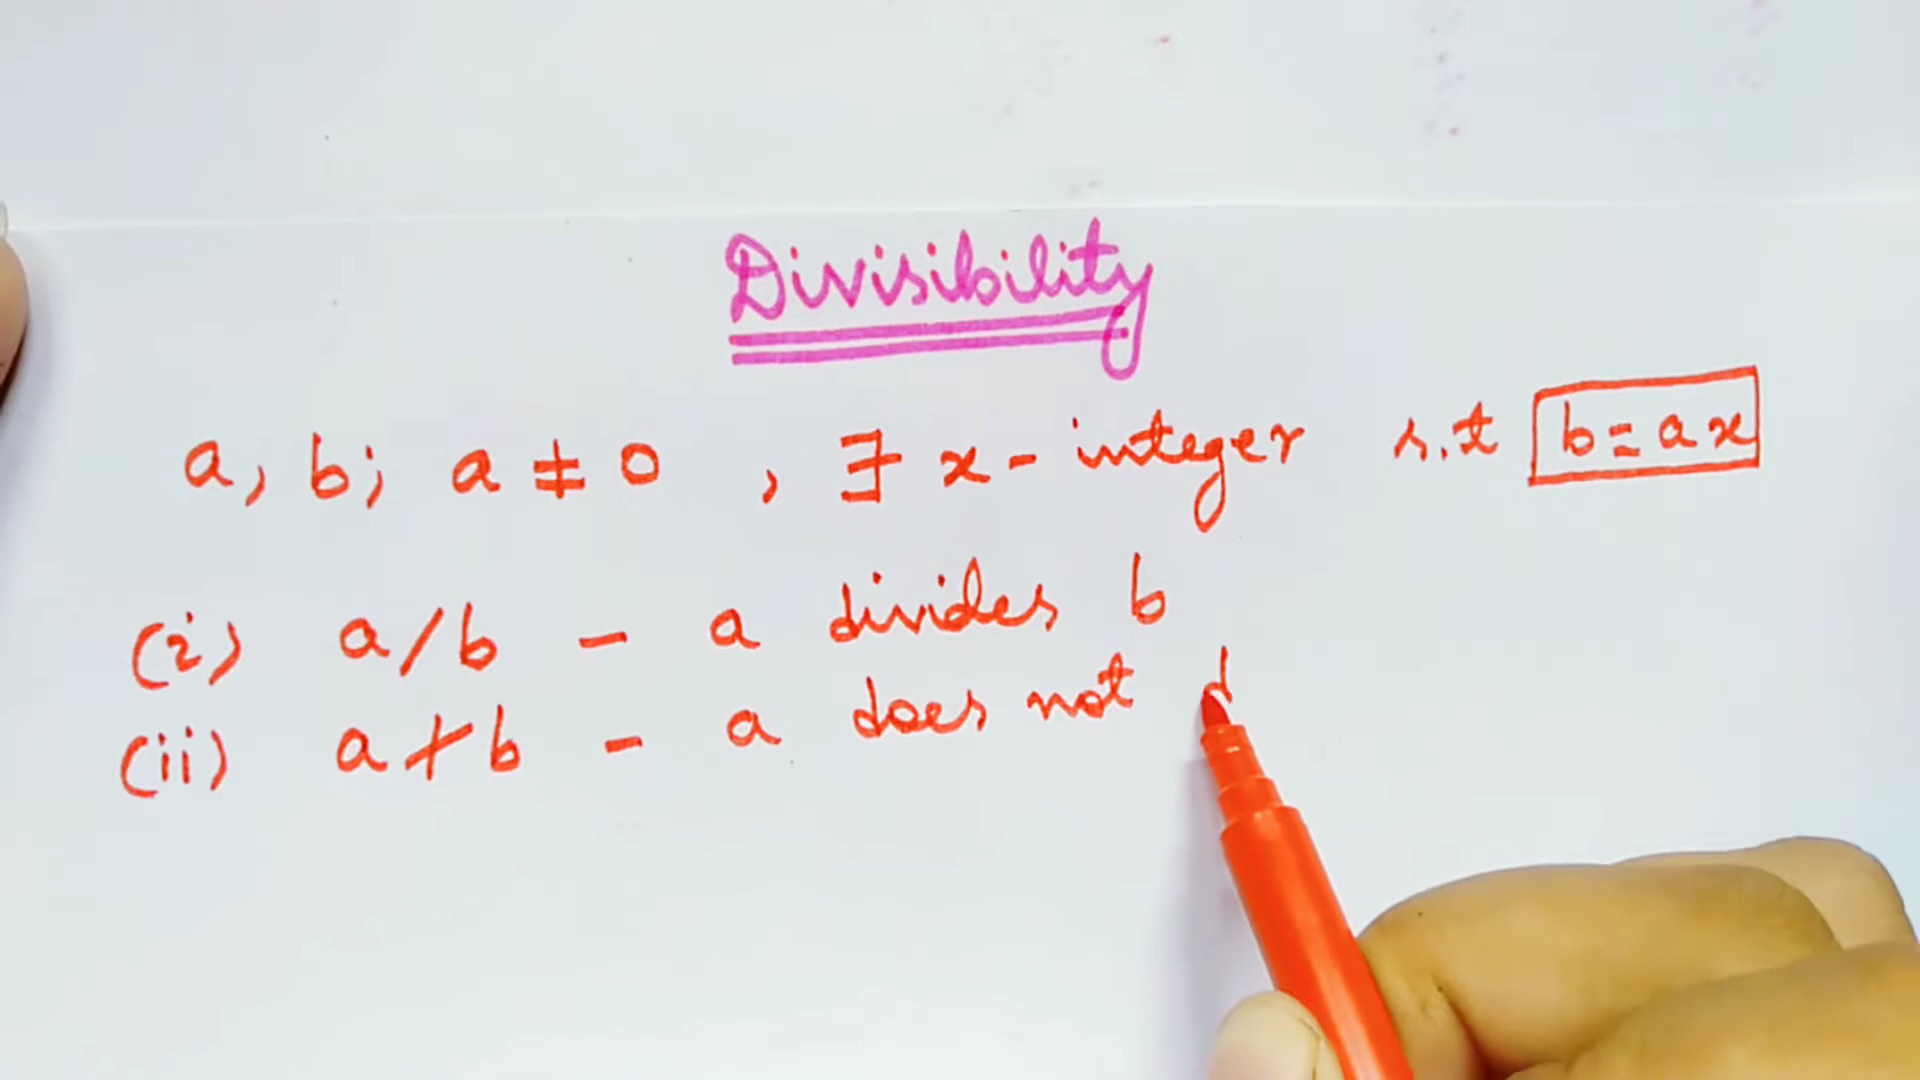 Divisibility
a, b; a ≠ 0 , ∃ x - integer s.t b = ax
(i) a/b - a divides b
(ii) a ∤ b - a does not d